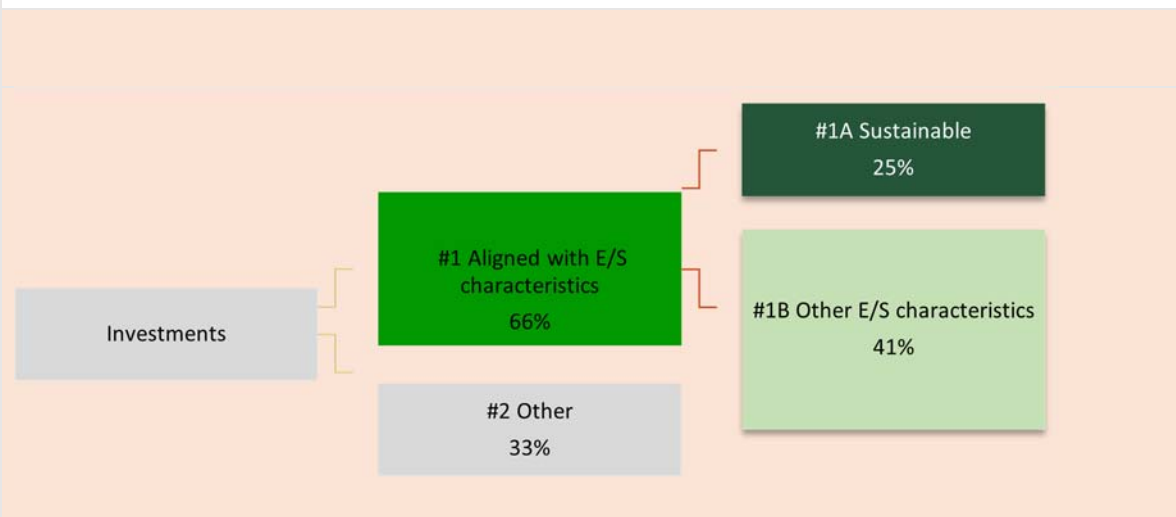 #1A Sustainable
25%
#1 Aligned with E/S
characteristics
66%
Investments
#1B Other E/S characteristics
41%
#2 Other
33%